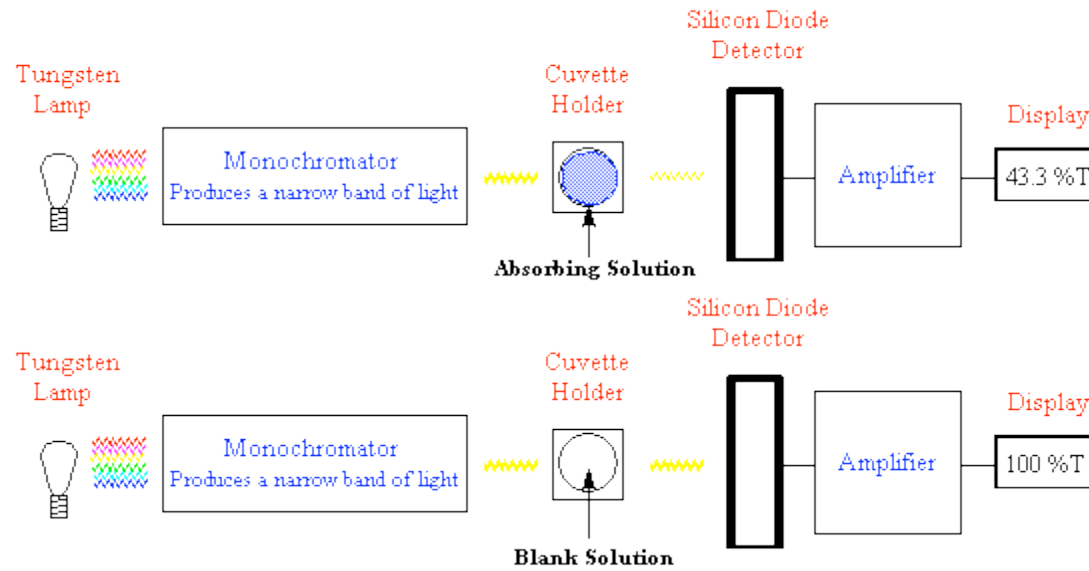 Silicon Diode
Detector
Tungsten
Lamp
Cuvette
Holder
Display
Monochromator
Produces a narrow band of light
Amplifier
43.3 %T
Absorbing Solution
Silicon Diode
Detector
Tungsten
Lamp
Cuvette
Holder
Display
Monochromator
Produces a narrow band of light
Amplifier
100 %T
Blank Solution